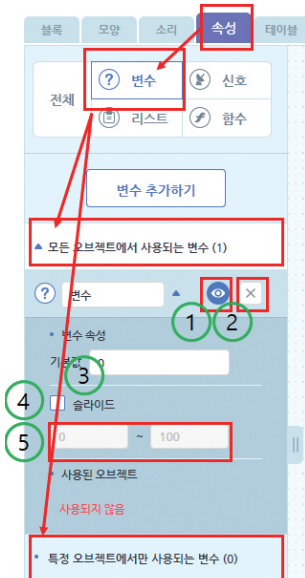 블록 모양 소리 속성 테이블
전체
? 변수 신호
리스트 f 함수
변수 추가하기
▲ 모든 오브젝트에서 사용되는 변수 (1)
? 변수 ▲ ×
1 2
• 변수 속성
기본값 0
3
4 슬라이드
5 0 ~ 100
• 사용된 오브젝트
사용되지 않음
• 특정 오브젝트에서만 사용되는 변수 (0)